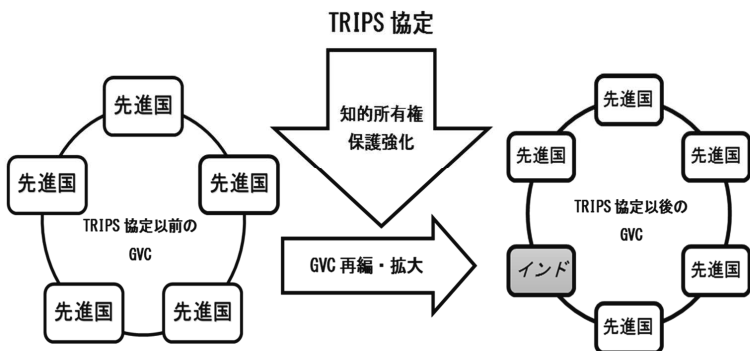 TRIPS 協定
知的所有権
保護強化
先進国
先進国
先進国
TRIPS 協定以前の
GVC
先進国
先進国
GVC 再編・拡大
先進国
先進国
先進国
TRIPS 協定以後の
GVC
インド
先進国
先進国